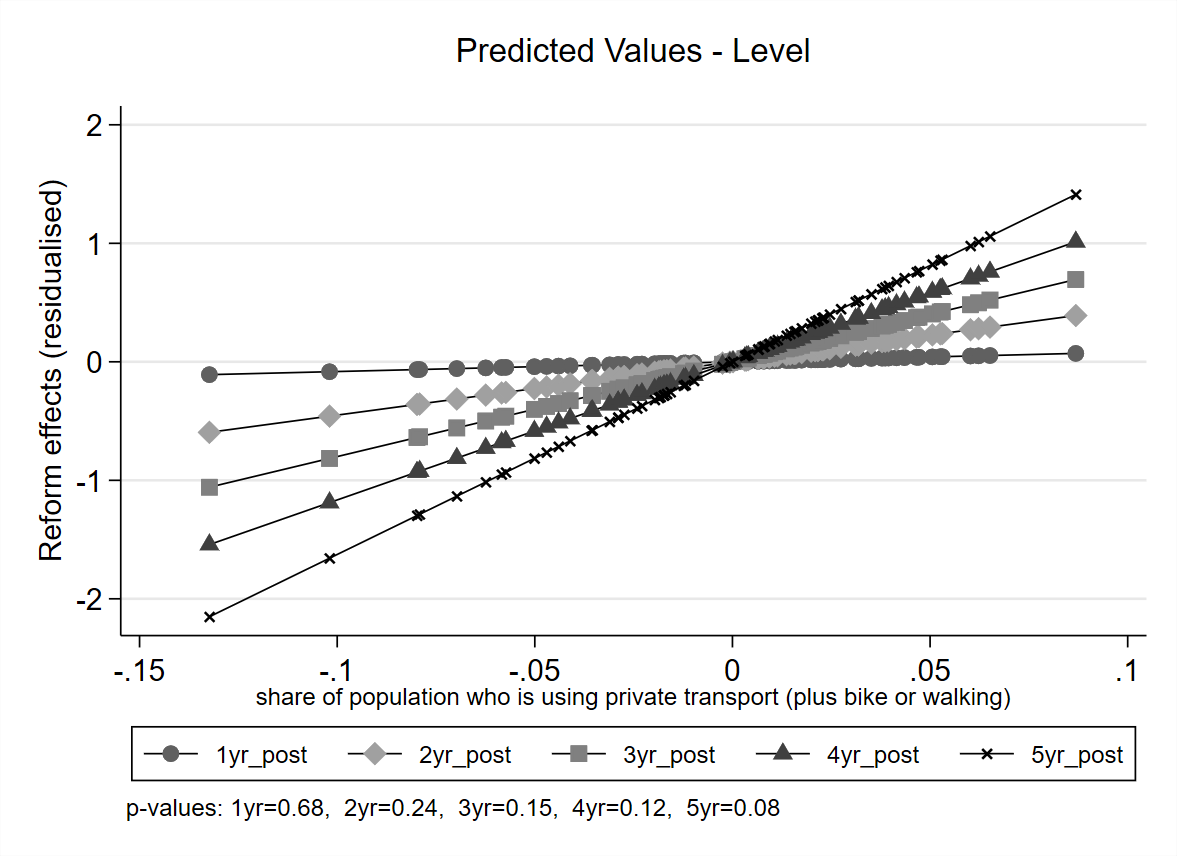 Predicted Values - Level
Reform effects (residualised)
2
1
0
-1
-2
-.15 -.1 -.05 0 .05 .1
share of population who is using private transport (plus bike or walking)
1yr_post 2yr_post 3yr_post 4yr_post 5yr_post
p-values: 1yr=0.68, 2yr=0.24, 3yr=0.15, 4yr=0.12, 5yr=0.08